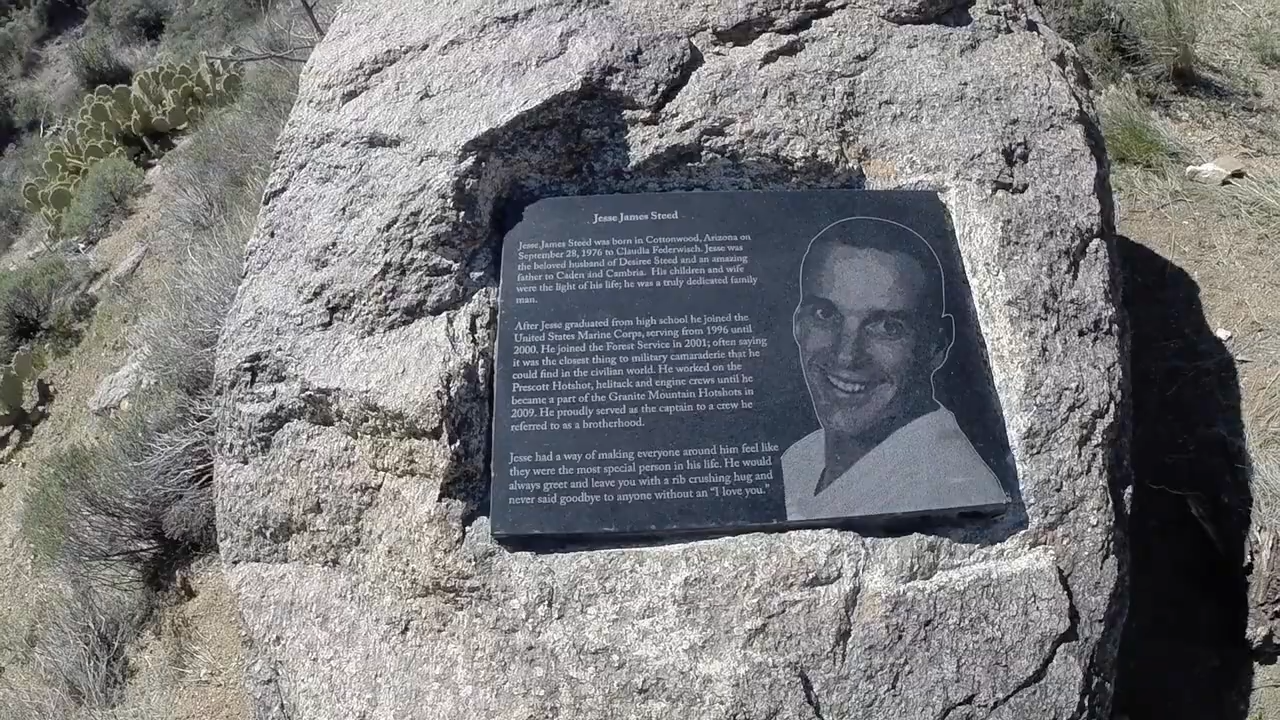 Jesse James Steed
Jesse James Steed was born in Cottonwood, Arizona on
September 28, 1976 to Claudia Federwisch. Jesse was
the beloved husband of Desiree Steed and an amazing
father to Caden and Cambria. His children and wife
were the light of his life; he was a truly dedicated family
man.
After Jesse graduated from high school he joined the
United States Marine Corps, serving from 1996 until
2000. He joined the Forest Service in 2001; often saying
it was the closest thing to military camaraderie that he
could find in the civilian world. He worked on the
Prescott Hotshot, helitack and engine crews until he
became a part of the Granite Mountain Hotshots in
2009. He proudly served as the captain to a crew he
referred to as a brotherhood.
Jesse had a way of making everyone around him feel like
they were the most special person in his life. He would
always greet and leave you with a rib crushing hug and
never said goodbye to anyone without an “I love you.”